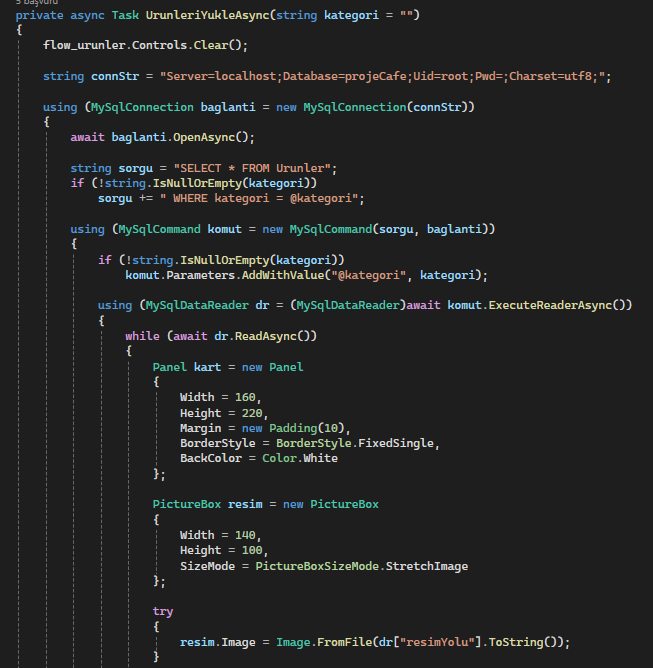 5 başvuru
private async Task UrunleriYukleAsync(string kategori = "")
{
flow_urunler.Controls.Clear();
string connStr = "Server=localhost;Database=projeCafe;Uid=root;Pwd=;Charset=utf8;";
using (MySqlConnection baglanti = new MySqlConnection(connStr))
{
await baglanti.OpenAsync();
string sorgu = "SELECT * FROM Urunler";
if (!string.IsNullOrEmpty(kategori))
sorgu += " WHERE kategori = @kategori";
using (MySqlCommand komut = new MySqlCommand(sorgu, baglanti))
{
if (!string.IsNullOrEmpty(kategori))
komut.Parameters.AddWithValue("@kategori", kategori);
using (MySqlDataReader dr = (MySqlDataReader)await komut.ExecuteReaderAsync())
{
while (await dr.ReadAsync())
{
Panel kart = new Panel
{
Width = 160,
Height = 220,
Margin = new Padding(10),
BorderStyle = BorderStyle.FixedSingle,
BackColor = Color.White
};
PictureBox resim = new PictureBox
{
Width = 140,
Height = 100,
SizeMode = PictureBoxSizeMode.StretchImage
};
try
{
resim.Image = Image.FromFile(dr["resimYolu"].ToString());
}